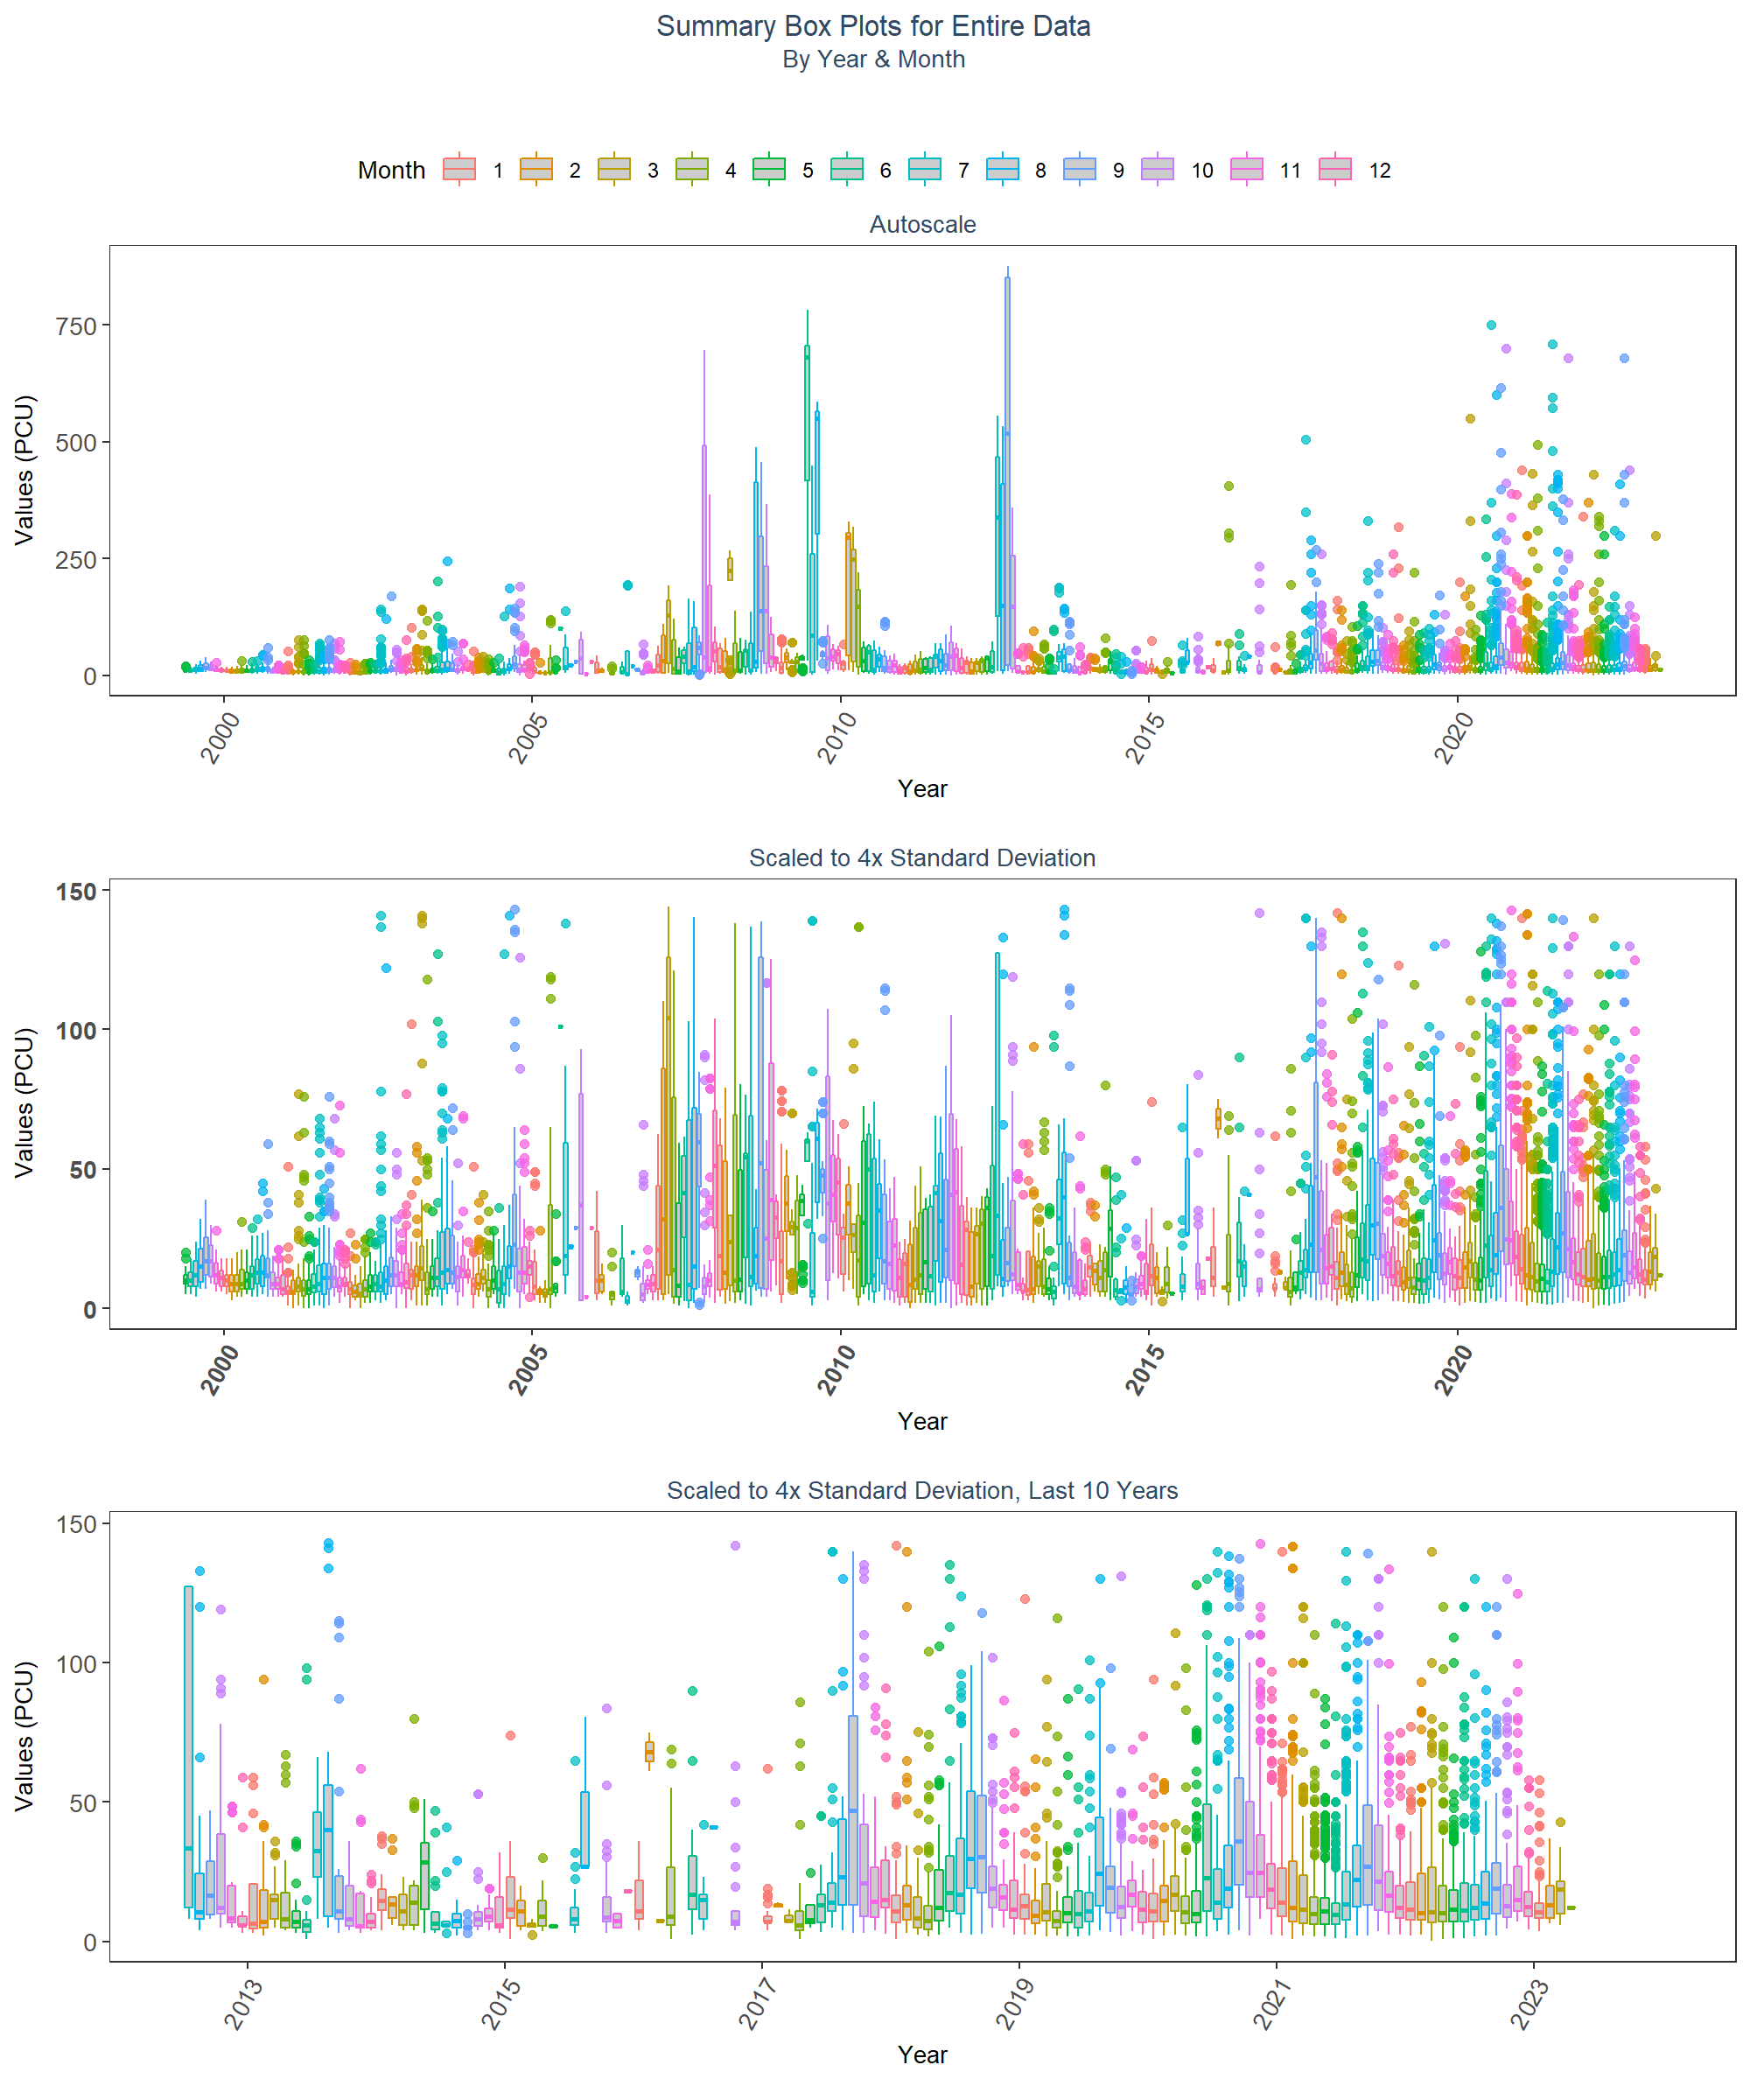 Summary Box Plots for Entire Data
By Year & Month
Month 1 2 3 4 5 6 7 8 9 10 11 12
Autoscale
Values (PCU)
750
500
250
0
2000 2005 2010 2015 2020
Year
Scaled to 4x Standard Deviation
Values (PCU)
150
100
50
0
2000 2005 2010 2015 2020
Year
Scaled to 4x Standard Deviation, Last 10 Years
Values (PCU)
150
100
50
0
2013 2015 2017 2019 2021 2023
Year